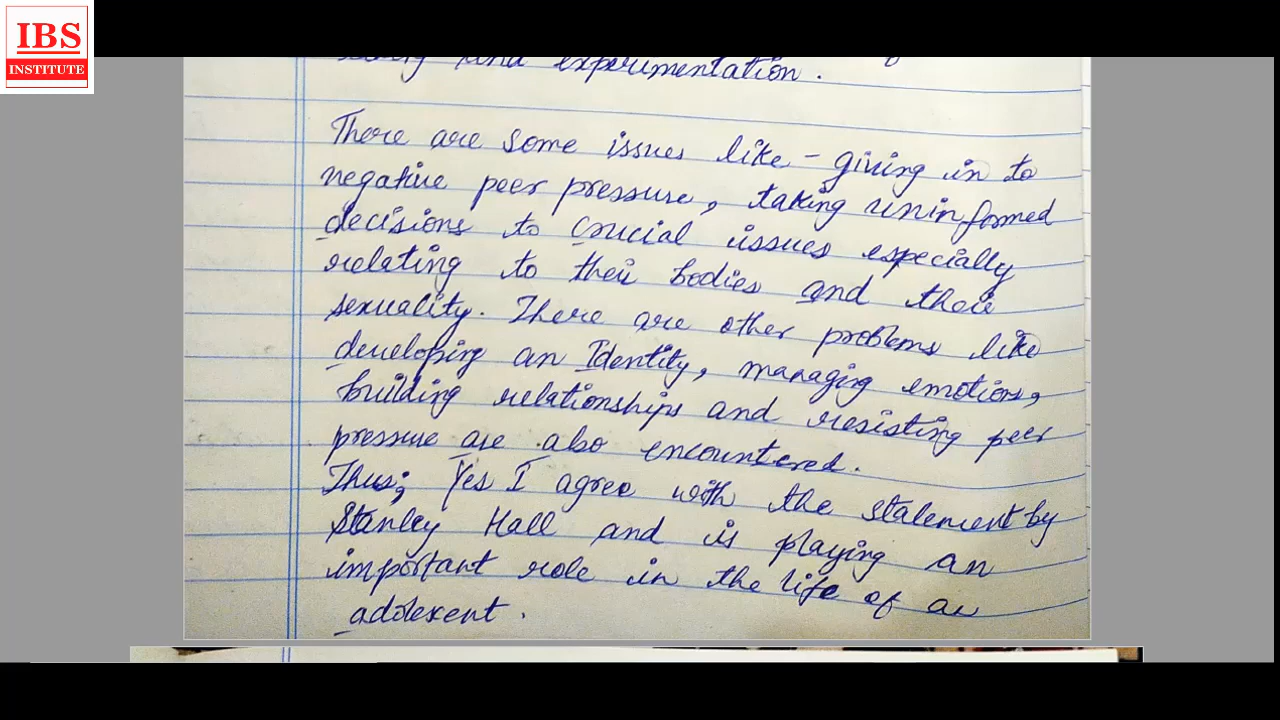 IBS
INSTITUTE
and experimentation.
There are some issues like - giving in to
negative peer pressure, taking uninformed
decisions to crucial issues especially
relating to their bodies and their
sexuality. There are other problems like
developing an Identity, managing emotions,
building relationships and resisting peer
pressure are also encountered.
Thus; Yes I agree with the statement by
Stanley Hall and is playing an
important role in the life of an
adolescent.